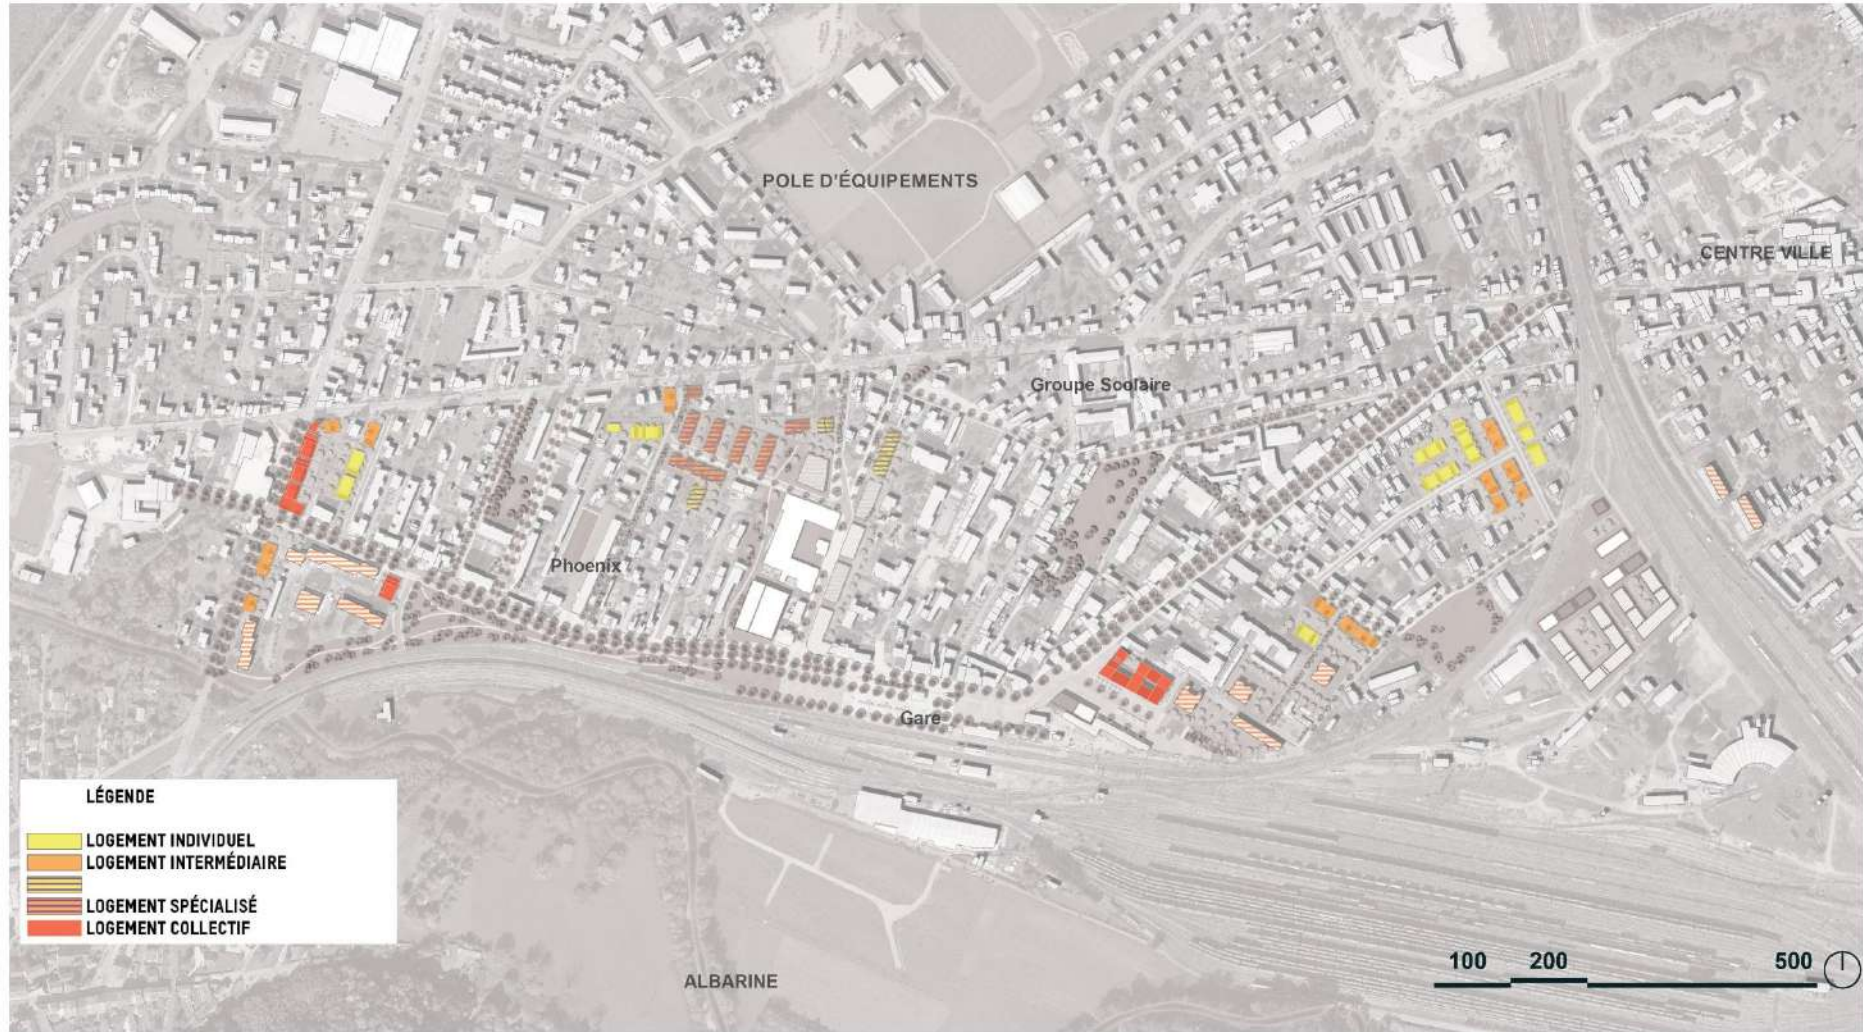 POLE D'ÉQUIPEMENTS
CENTRE VILLE
Groupe Scolaire
Phoenix
Gare
LÉGENDE
LOGEMENT INDIVIDUEL
LOGEMENT INTERMÉDIAIRE
LOGEMENT SPÉCIALISÉ
LOGEMENT COLLECTIF
ALBARINE
100 200 500